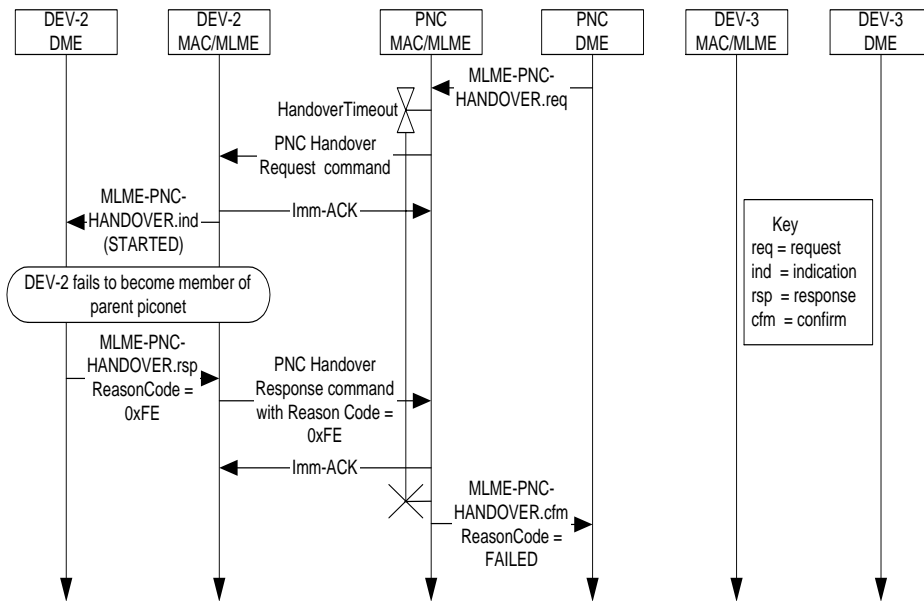 DEV-2
DME
DEV-2
MAC/MLME
PNC
MAC/MLME
PNC
DME
DEV-3
MAC/MLME
DEV-3
DME
MLME-PNC-
HANDOVER.req
HandoverTimeout
PNC Handover
Request command
MLME-PNC-
HANDOVER.ind
(STARTED)
Imm-ACK
Key
req = request
ind = indication
rsp = response
cfm = confirm
DEV-2 fails to become member of
parent piconet
MLME-PNC-
HANDOVER.rsp
ReasonCode =
0xFE
PNC Handover
Response command
with Reason Code =
0xFE
Imm-ACK
MLME-PNC-
HANDOVER.cfm
ReasonCode =
FAILED